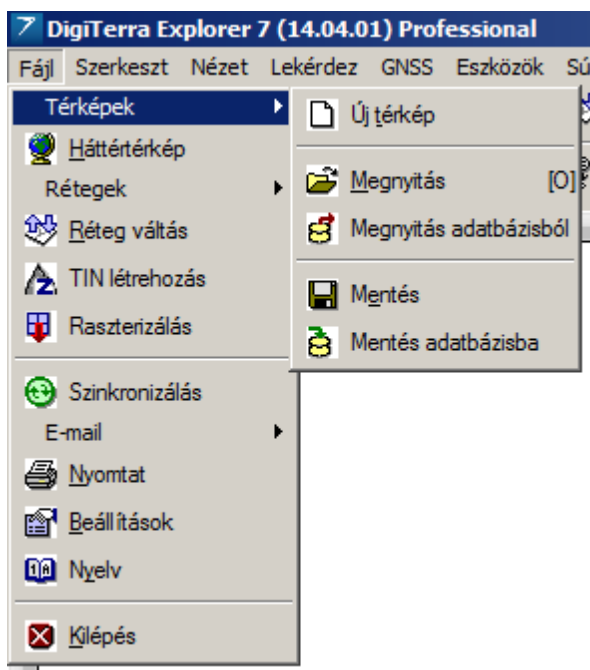 DigiTerra Explorer 7 (14.04.01) Professional
Fájl Szerkeszt Nézet Lekérdez GNSS Eszközök
Térképek
Háttértérkép
Rétegek
Réteg váltás
TIN létrehozás
Raszterizálás
Szinkronizálás
E-mail
Nyomtat
Beállítások
Nyelv
Kilépés
Új térkép
Megnyitás [O]
Megnyitás adatbázisból
Mentés
Mentés adatbázisba